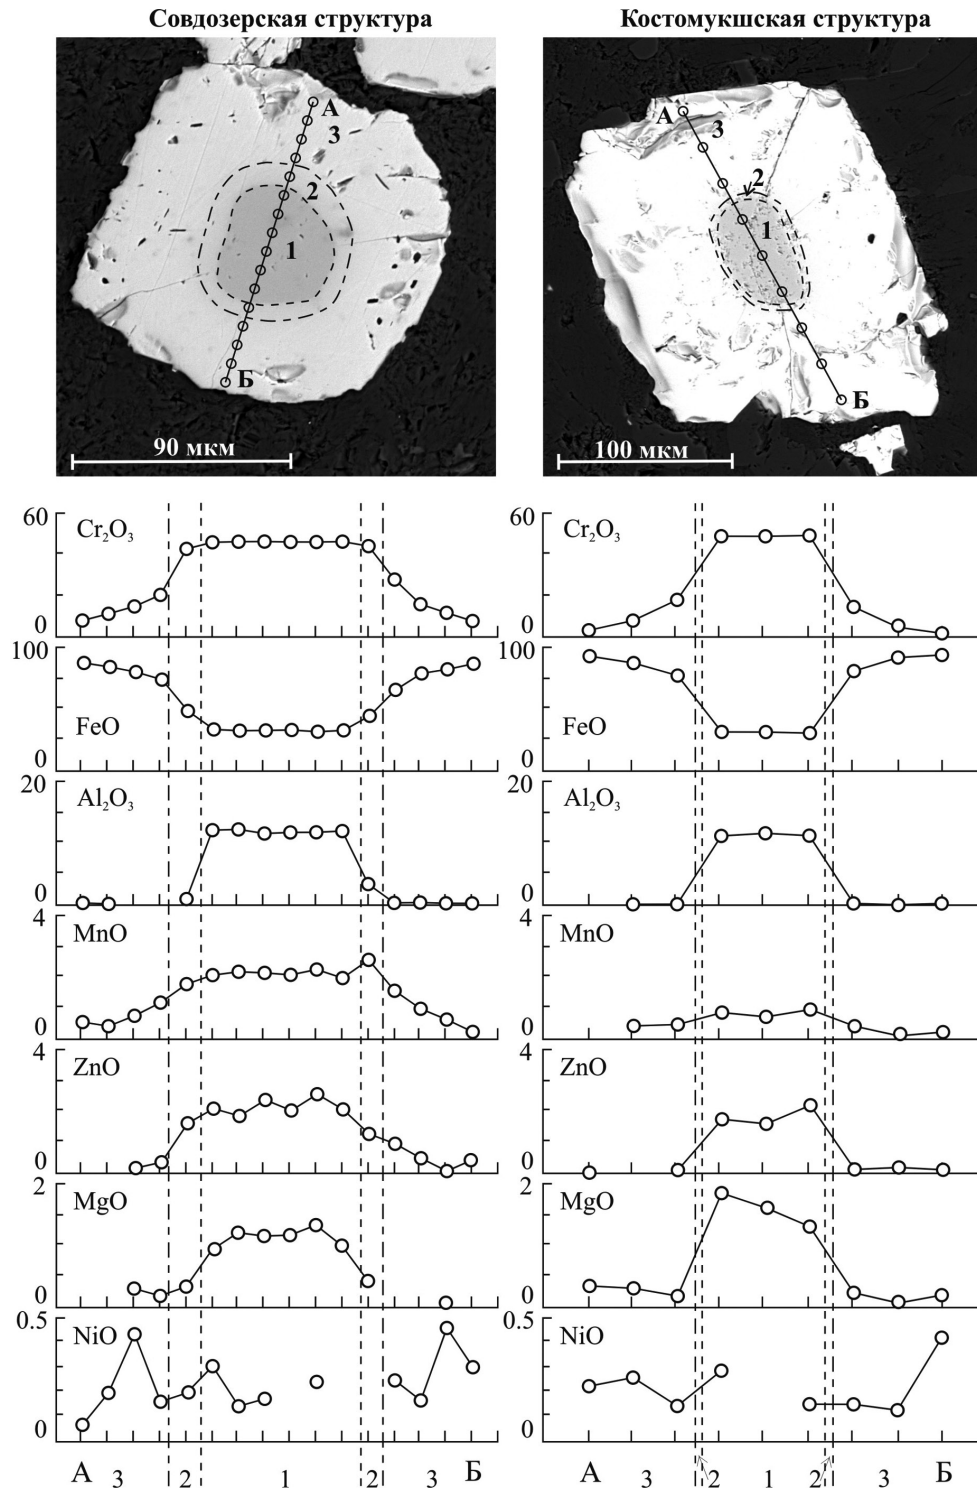 Совдозерская структура
Костомукшская структура
А
3
2
1
Б
90 мкм
А
3
2
1
Б
100 мкм
60
Cr₂O₃
0
60
Cr₂O₃
0
100
FeO
0
100
FeO
0
20
Al₂O₃
0
20
Al₂O₃
0
4
MnO
0
4
MnO
0
4
ZnO
0
4
ZnO
0
2
MgO
0
2
MgO
0
0.5
NiO
0
0.5
NiO
0
А 3 2 1 2 3 Б
А 3 2 1 2 3 Б